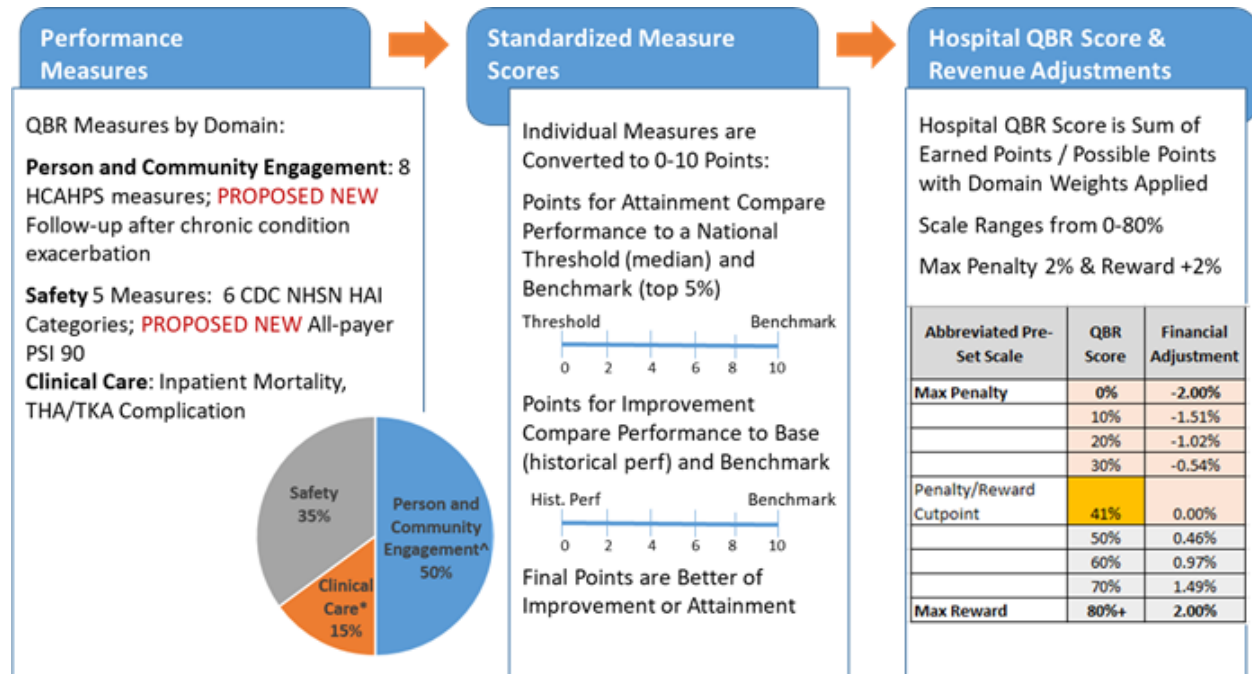 Performance
Measures
QBR Measures by Domain:
Person and Community Engagement: 8
HCAHPS measures; PROPOSED NEW
Follow-up after chronic condition
exacerbation
Safety 5 Measures:  6 CDC NHSN HAI
Categories; PROPOSED NEW All-payer
PSI 90
Clinical Care: Inpatient Mortality,
THA/TKA Complication
Safety
35%
Person and
Community
Engagement^
50%
Clinical
Care*
15%
Standardized Measure
Scores
Individual Measures are
Converted to 0-10 Points:
Points for Attainment Compare
Performance to a National
Threshold (median) and
Benchmark (top 5%)
Threshold Benchmark
0 2 4 6 8 10
Points for Improvement
Compare Performance to Base
(historical perf) and Benchmark
Hist. Perf Benchmark
0 2 4 6 8 10
Final Points are Better of
Improvement or Attainment
Hospital QBR Score &
Revenue Adjustments
Hospital QBR Score is Sum of
Earned Points / Possible Points
with Domain Weights Applied
Scale Ranges from 0-80%
Max Penalty 2% & Reward +2%
Abbreviated Pre-
Set Scale
QBR
Score
Financial
Adjustment
Max Penalty 0% -2.00%
10% -1.51%
20% -1.02%
30% -0.54%
Penalty/Reward
Cutpoint 41% 0.00%
50% 0.46%
60% 0.97%
70% 1.49%
Max Reward 80%+ 2.00%